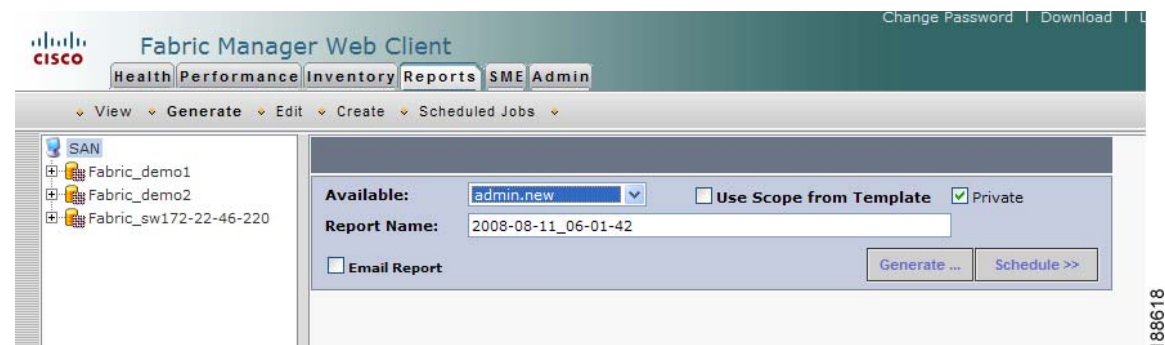 Change Password | Download | L
CISCO
Fabric Manager Web Client
Health Performance Inventory Reports SME Admin
View Generate Edit Create Scheduled Jobs
SAN
Fabric_demo1
Fabric_demo2
Fabric_sw172-22-46-220
Available: admin.new Use Scope from Template Private
Report Name: 2008-08-11_06-01-42
Email Report Generate ... Schedule >>
188618